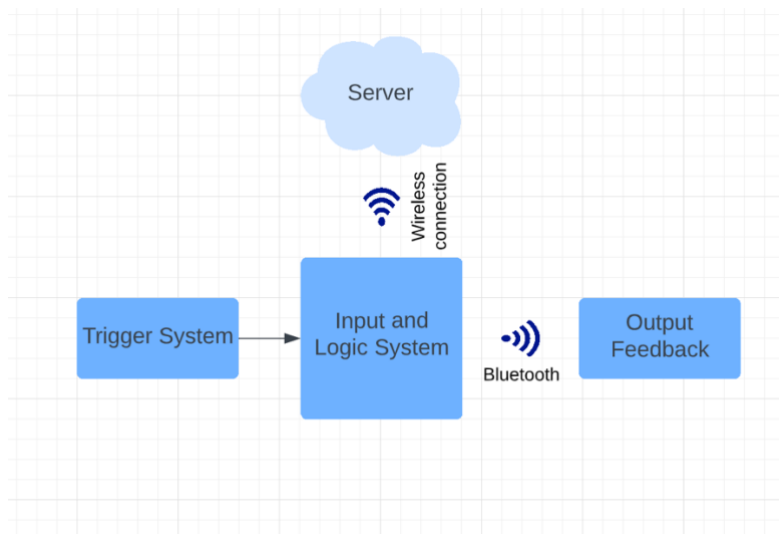 Server
Wireless
connection
Trigger System
Input and
Logic System
Bluetooth
Output
Feedback